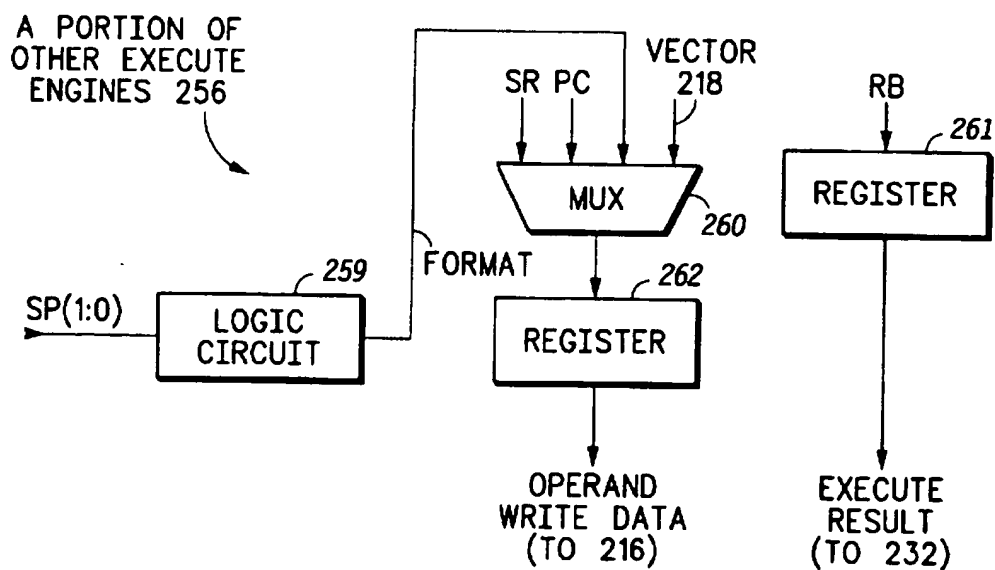 A PORTION OF
OTHER EXECUTE
ENGINES 256
VECTOR
218
SR PC
RB
261
REGISTER
MUX
260
FORMAT
259
SP(1:0)
LOGIC
CIRCUIT
262
REGISTER
OPERAND
WRITE DATA
(TO 216)
EXECUTE
RESULT
(TO 232)